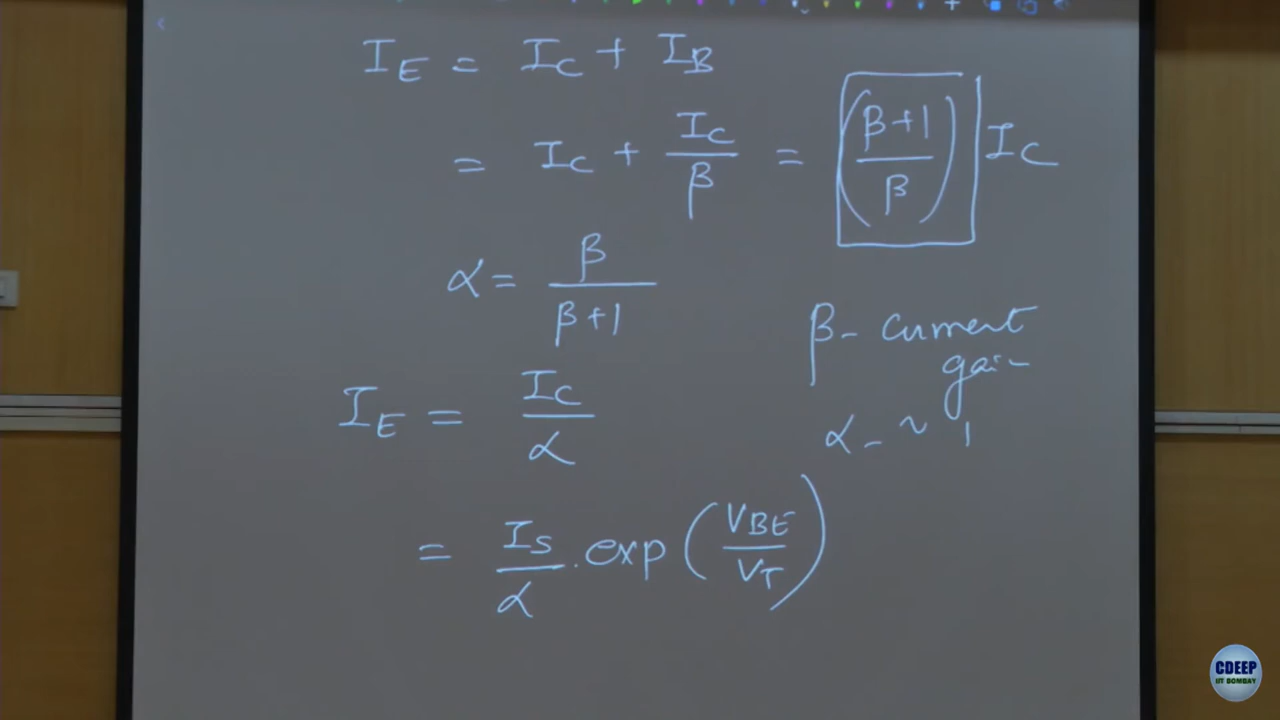 I_E = I_C + I_B
= I_C + I_C/β = ((β+1)/β) I_C
α = β/(β+1)
β - current gain
I_E = I_C/α
α - ~ 1
= I_S/α . exp(V_BE/V_T)
CDEEP
IIT BOMBAY